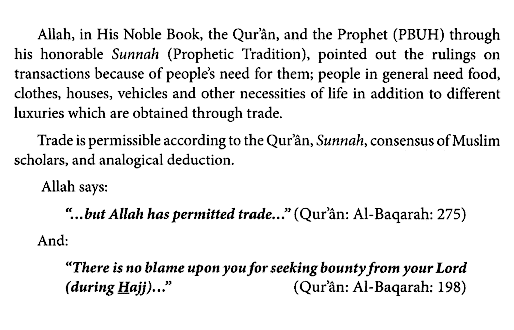 Allah, in His Noble Book, the Qur'ân, and the Prophet (PBUH) through
his honorable Sunnah (Prophetic Tradition), pointed out the rulings on
transactions because of people's need for them; people in general need food,
clothes, houses, vehicles and other necessities of life in addition to different
luxuries which are obtained through trade.
Trade is permissible according to the Qur'ân, Sunnah, consensus of Muslim
scholars, and analogical deduction.
Allah says:
"...but Allah has permitted trade..." (Qur'ân: Al-Baqarah: 275)
And:
"There is no blame upon you for seeking bounty from your Lord
(during Hajj)..." (Qur'ân: Al-Baqarah: 198)